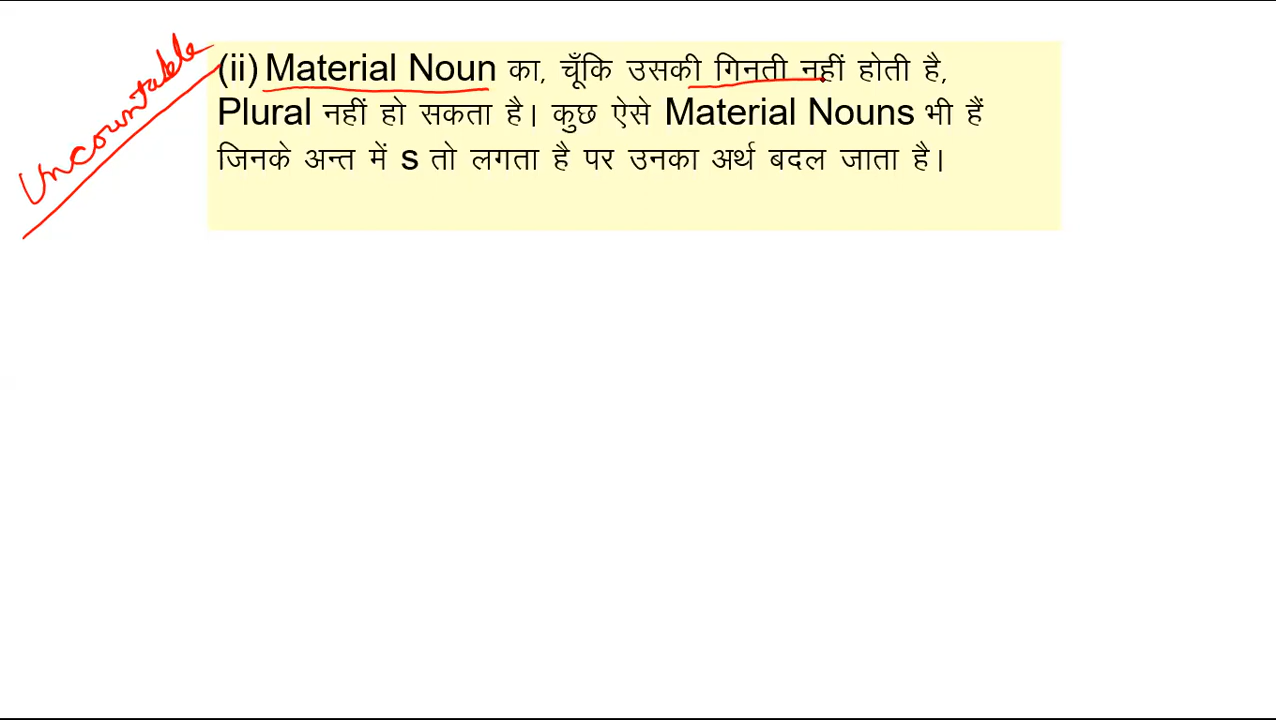 Uncountable
(ii) Material Noun का, चूँकि उसकी गिनती नहीं होती है,
Plural नहीं हो सकता है। कुछ ऐसे Material Nouns भी हैं
जिनके अन्त में s तो लगता है पर उनका अर्थ बदल जाता है।